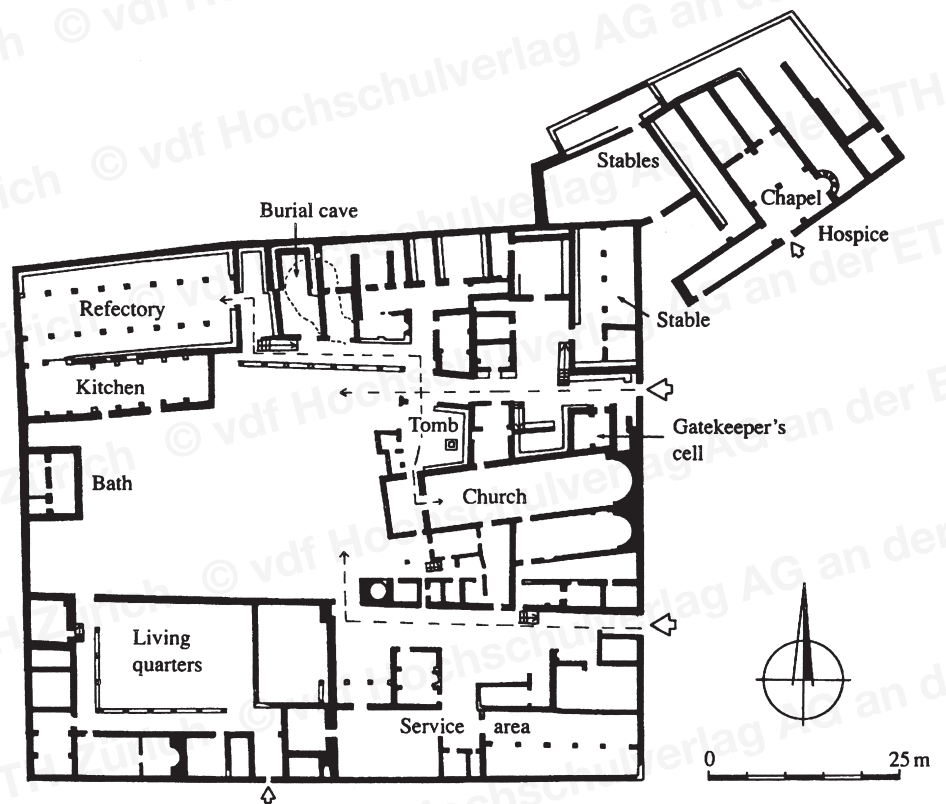 © vdf Hochschulverlag AG an der ETH Zürich
Stables
Chapel
Burial cave
Hospice
Refectory
Stable
Kitchen
Tomb
Gatekeeper's
cell
Bath
Church
Living
quarters
Service area
0 25 m